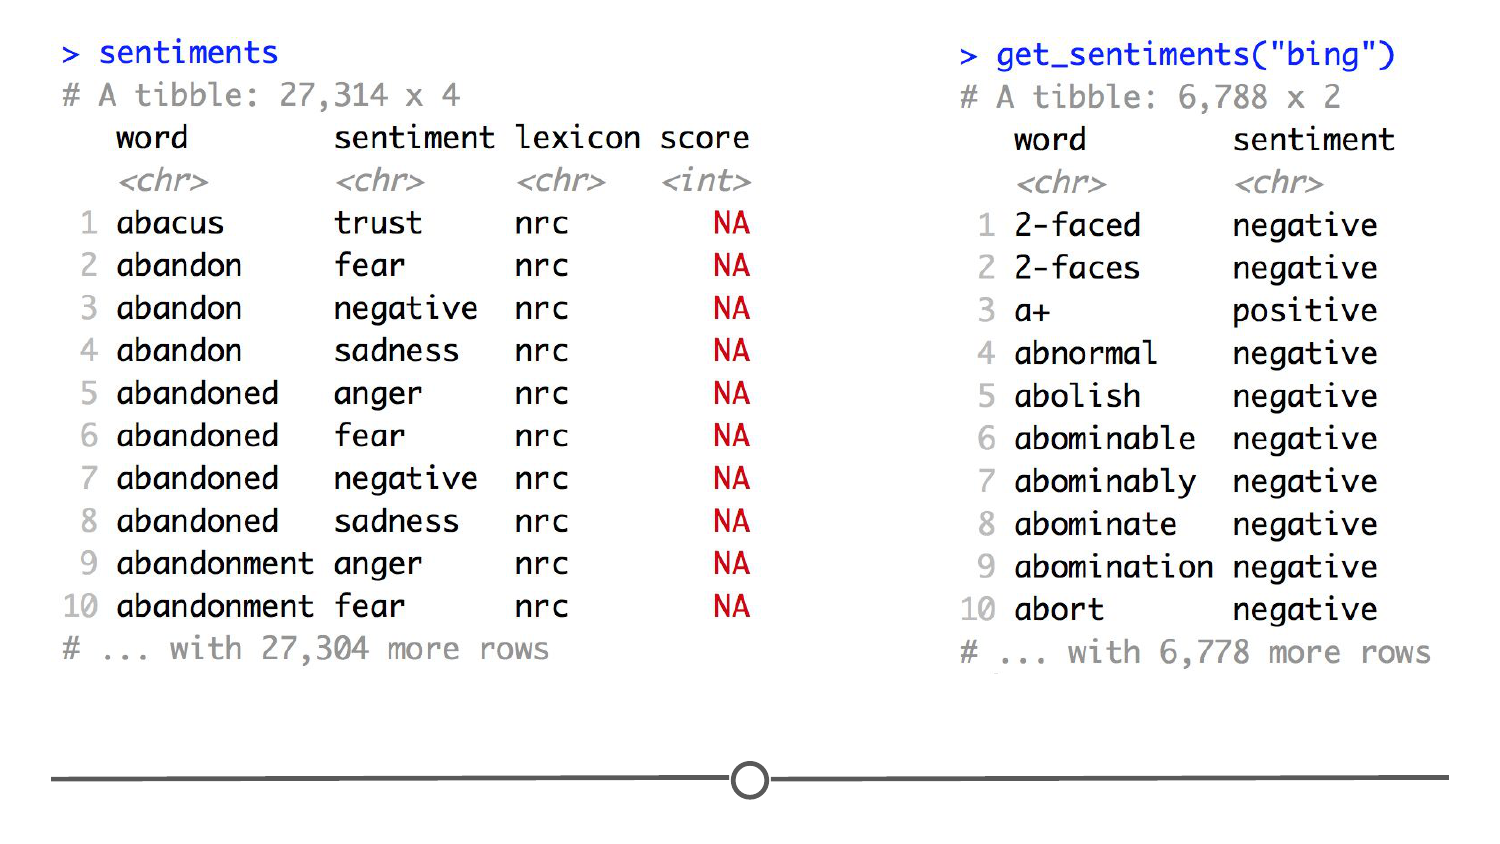 > sentiments
# A tibble: 27,314 x 4
word sentiment lexicon score
<chr> <chr> <chr> <int>
1 abacus trust nrc NA
2 abandon fear nrc NA
3 abandon negative nrc NA
4 abandon sadness nrc NA
5 abandoned anger nrc NA
6 abandoned fear nrc NA
7 abandoned negative nrc NA
8 abandoned sadness nrc NA
9 abandonment anger nrc NA
10 abandonment fear nrc NA
# ... with 27,304 more rows
> get_sentiments("bing")
# A tibble: 6,788 x 2
word sentiment
<chr> <chr>
1 2-faced negative
2 2-faces negative
3 a+ positive
4 abnormal negative
5 abolish negative
6 abominable negative
7 abominably negative
8 abominate negative
9 abomination negative
10 abort negative
# ... with 6,778 more rows